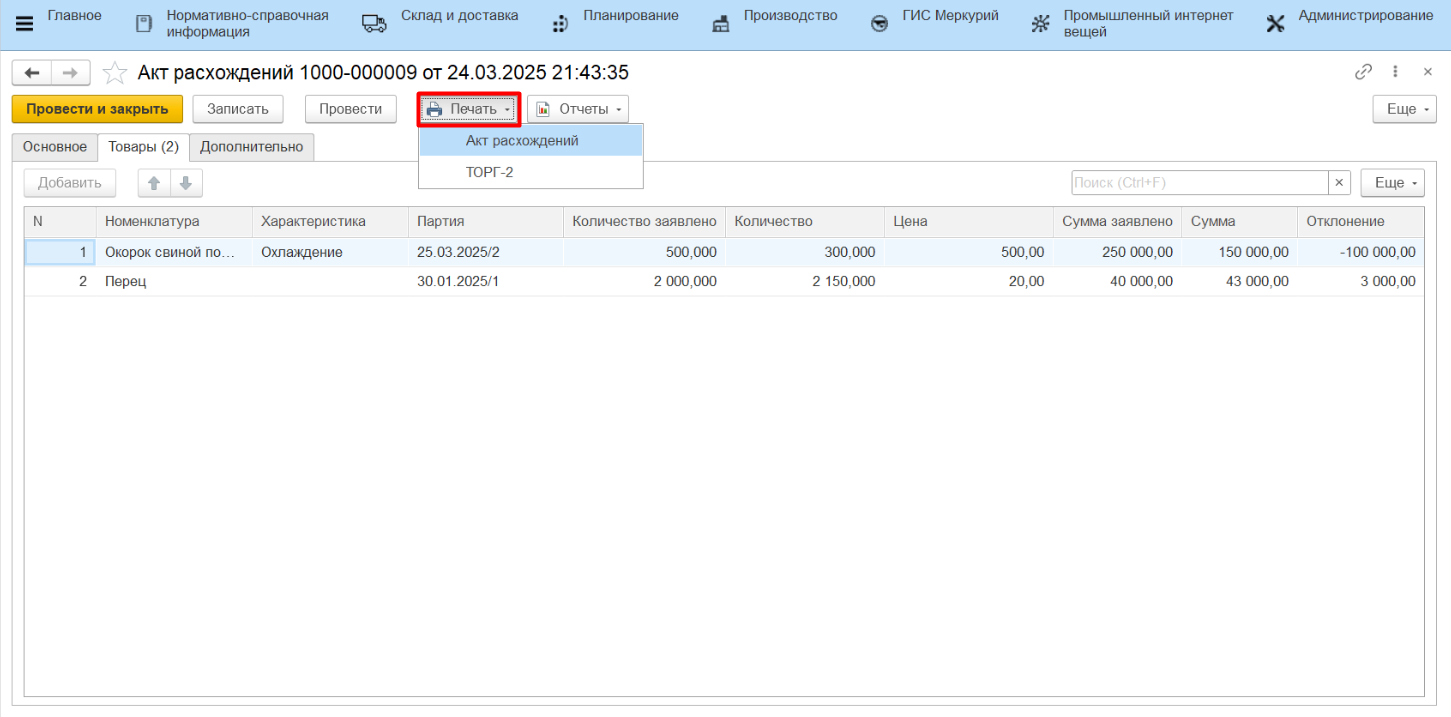 Главное
Нормативно-справочная
информация
Склад и доставка
Планирование
Производство
ГИС Меркурий
Промышленный интернет
вещей
Администрирование
Акт расхождений 1000-000009 от 24.03.2025 21:43:35
Провести и закрыть Записать Провести Печать Отчеты Еще
Основное Товары (2) Дополнительно
Акт расхождений
ТОРГ-2
Добавить Поиск (Ctrl+F) Еще
N Номенклатура Характеристика Партия Количество заявлено Количество Цена Сумма заявлено Сумма Отклонение
1 Окорок свиной по... Охлаждение 25.03.2025/2 500,000 300,000 500,00 250 000,00 150 000,00 -100 000,00
2 Перец 30.01.2025/1 2 000,000 2 150,000 20,00 40 000,00 43 000,00 3 000,00